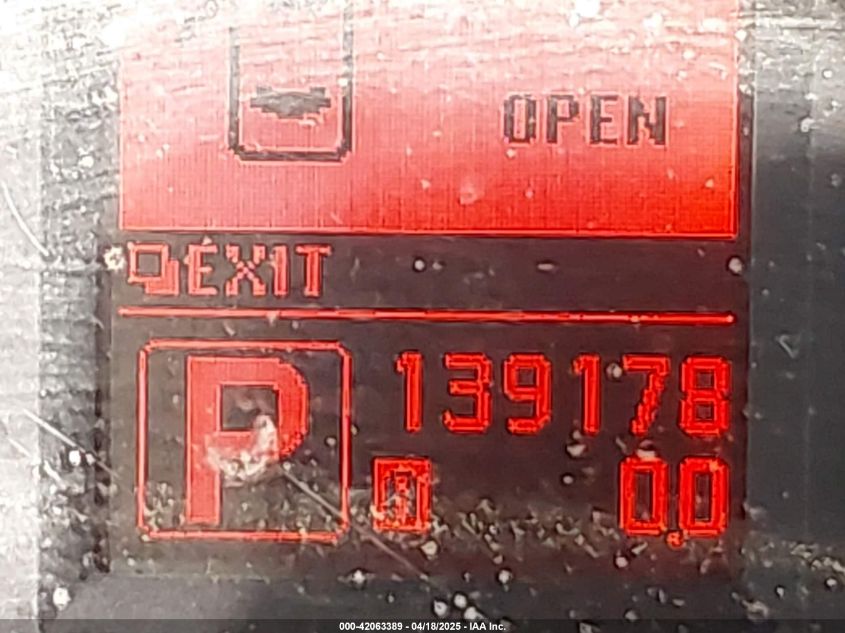 OPEN
EXIT
P 139178
A 0.0
000-42063389 - 04/18/2025 - IAA Inc.